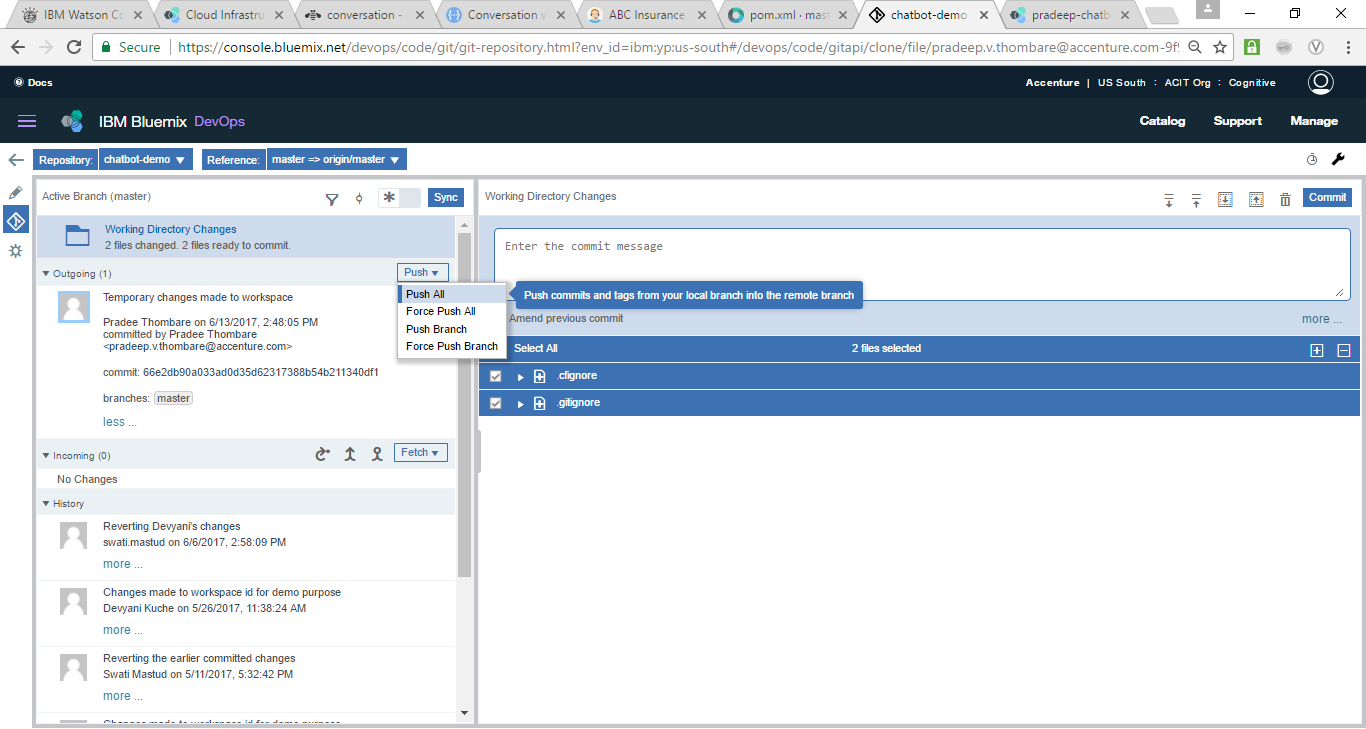 IBM Watson Co
Cloud Infrastru
conversation -
Conversation v
ABC Insurance
pom.xml · mast
chatbot-demo
pradeep-chatb
Secure
https://console.bluemix.net/devops/code/git/git-repository.html?env_id=ibm:yp:us-south#/devops/code/gitapi/clone/file/pradeep.v.thombare@accenture.com-9f
Docs
Accenture | US South : ACIT Org : Cognitive
IBM Bluemix DevOps
Catalog Support Manage
Repository: chatbot-demo ▼ Reference: master => origin/master ▼
Active Branch (master)
Sync
Working Directory Changes
2 files changed. 2 files ready to commit.
Outgoing (1)
Push ▼
Push All
Force Push All
Push Branch
Force Push Branch
Temporary changes made to workspace
Pradee Thombare on 6/13/2017, 2:48:05 PM
committed by Pradee Thombare
<pradeep.v.thombare@accenture.com>
commit: 66e2db90a033ad0d35d62317388b54b211340df1
branches: master
less ...
Incoming (0)
Fetch ▼
No Changes
History
Reverting Devyani's changes
swati.mastud on 6/6/2017, 2:58:09 PM
more ...
Changes made to workspace id for demo purpose
Devyani Kuche on 5/26/2017, 11:38:24 AM
more ...
Reverting the earlier committed changes
Swati Mastud on 5/11/2017, 5:32:42 PM
more ...
Changes made to workspace id for demo purpose
Working Directory Changes
Commit
Enter the commit message
Push commits and tags from your local branch into the remote branch
Amend previous commit
more ...
Select All
2 files selected
.cfignore
.gitignore